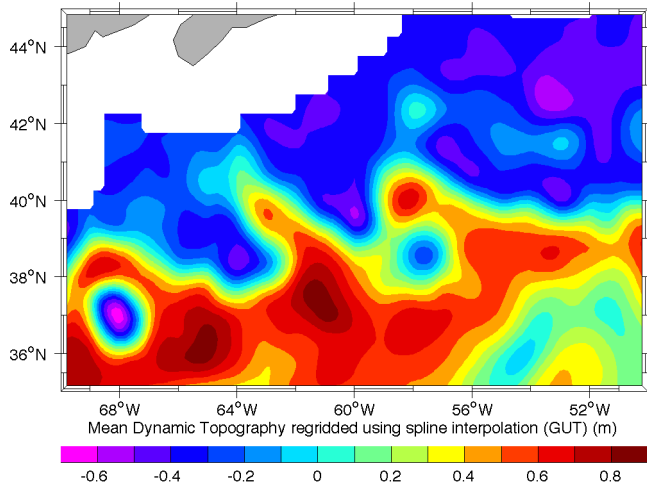 44°N
42°N
40°N
38°N
36°N
68°W 64°W 60°W 56°W 52°W
Mean Dynamic Topography regridded using spline interpolation (GUT) (m)
-0.6 -0.4 -0.2 0 0.2 0.4 0.6 0.8